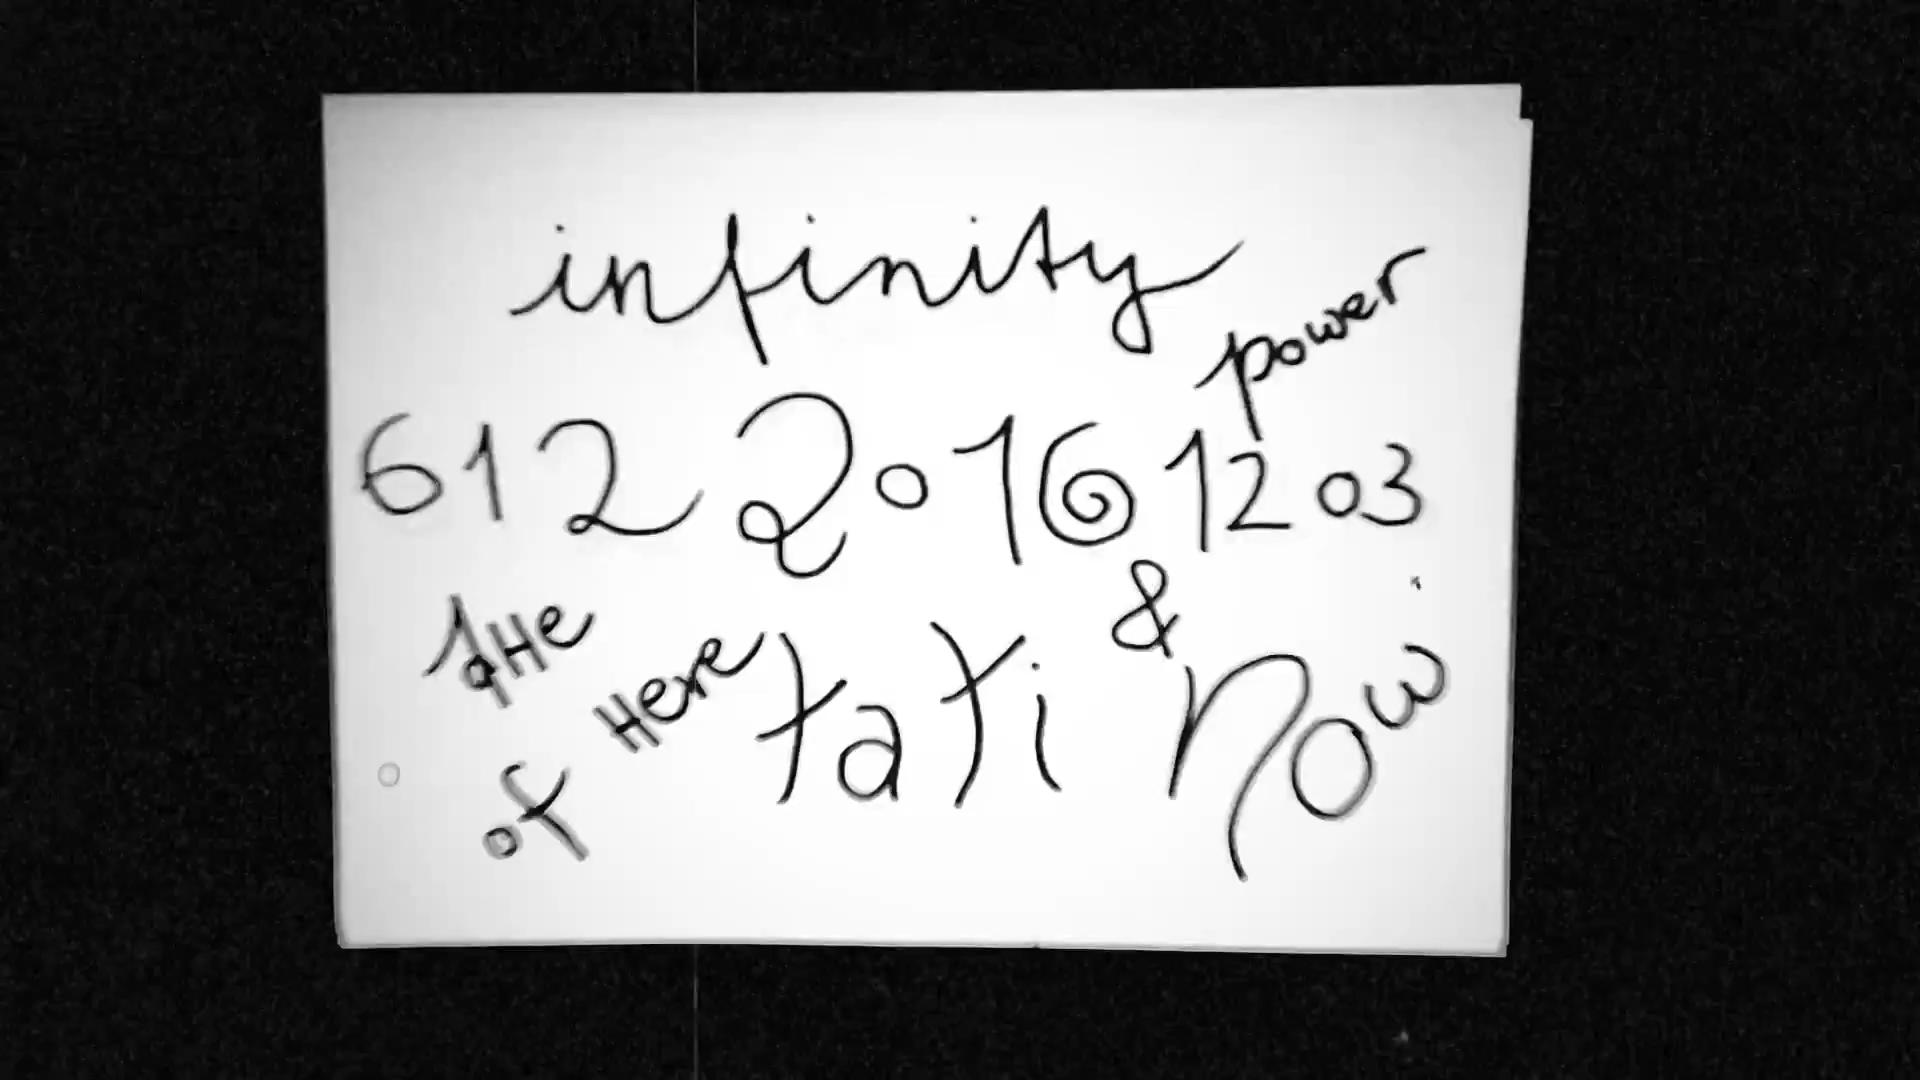 infinity
power
612 2016 12 03
the
of Here tati & now